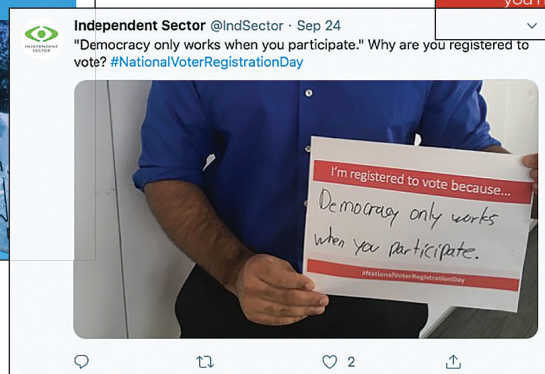 you r
Independent Sector @IndSector · Sep 24
INDEPENDENT
SECTOR
"Democracy only works when you participate." Why are you registered to
vote? #NationalVoterRegistrationDay
I'm registered to vote because...
Democracy only works
when you participate.
#NationalVoterRegistrationDay
2